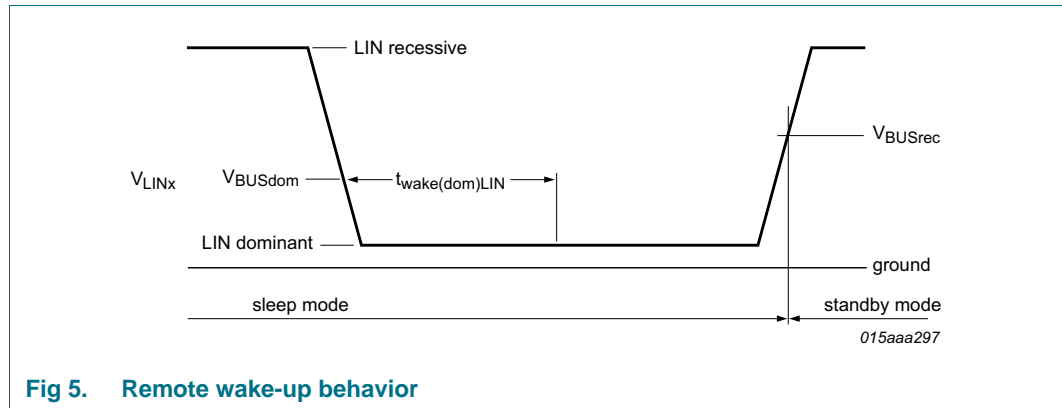 LIN recessive
V_BUSrec
V_LINx V_BUSdom t_wake(dom)LIN
LIN dominant
ground
sleep mode standby mode
015aaa297
Fig 5. Remote wake-up behavior